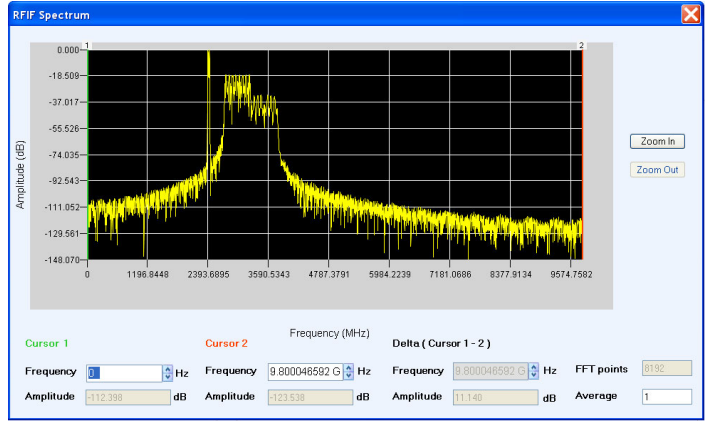 RFIF Spectrum
1 2
0.000
-18.509
-37.017
-55.526
-74.035
-92.543
-111.052
-129.561
-148.070
Amplitude (dB)
0 1196.8448 2393.6895 3590.5343 4787.3791 5984.2239 7181.0686 8377.9134 9574.7582
Frequency (MHz)
Zoom In
Zoom Out
Cursor 1 Cursor 2 Delta ( Cursor 1 - 2 )
Frequency 0 Hz Frequency 9.800046592 G Hz Frequency 9.800046592 G Hz FFT points 8192
Amplitude -112.398 dB Amplitude -123.538 dB Amplitude 11.140 dB Average 1